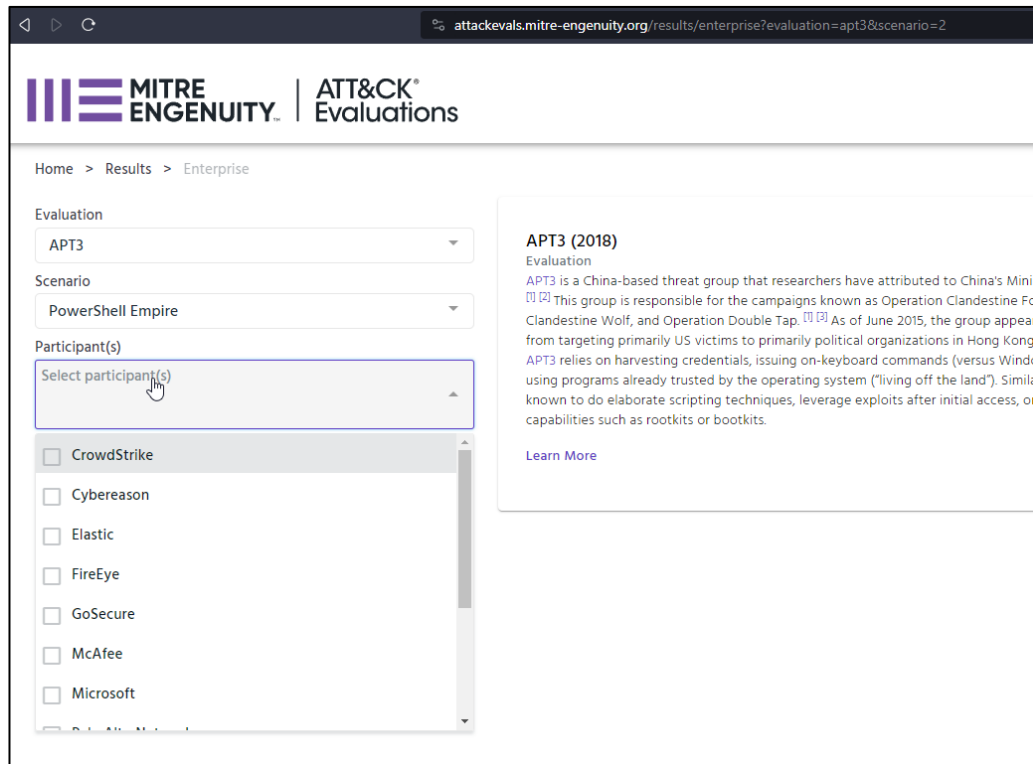 attackevals.mitre-engenuity.org/results/enterprise?evaluation=apt3&scenario=2
MITRE
ENGENUITY™
ATT&CK®
Evaluations
Home > Results > Enterprise
Evaluation
APT3
Scenario
PowerShell Empire
Participant(s)
Select participant(s)
CrowdStrike
Cybereason
Elastic
FireEye
GoSecure
McAfee
Microsoft
APT3 (2018)
Evaluation
APT3 is a China-based threat group that researchers have attributed to China's Mini
[1] [2] This group is responsible for the campaigns known as Operation Clandestine Fo
Clandestine Wolf, and Operation Double Tap. [1] [3] As of June 2015, the group appear
from targeting primarily US victims to primarily political organizations in Hong Kong
APT3 relies on harvesting credentials, issuing on-keyboard commands (versus Windo
using programs already trusted by the operating system ("living off the land"). Simila
known to do elaborate scripting techniques, leverage exploits after initial access, o
capabilities such as rootkits or bootkits.
Learn More